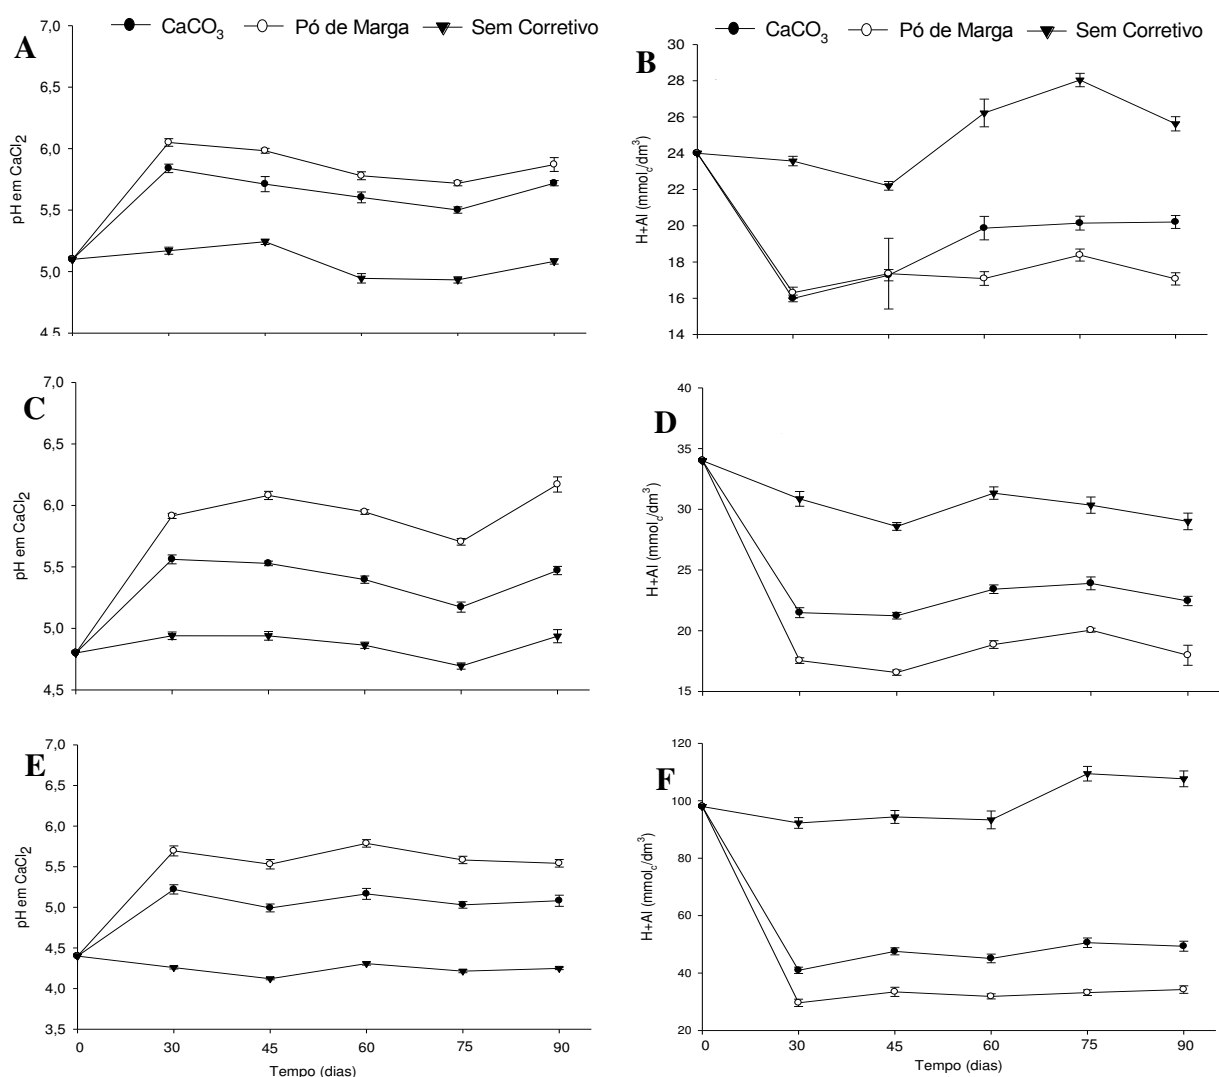 CaCO3 Pó de Marga Sem Corretivo
CaCO3 Pó de Marga Sem Corretivo
A
7,0
6,5
6,0
5,5
5,0
4,5
pH em CaCl2
B
30
28
26
24
22
20
18
16
14
H+Al (mmolc/dm3)
C
7,0
6,5
6,0
5,5
5,0
4,5
pH em CaCl2
D
40
35
30
25
20
15
H+Al (mmolc/dm3)
E
7,0
6,5
6,0
5,5
5,0
4,5
4,0
3,5
pH em CaCl2
0 30 45 60 75 90
Tempo (dias)
F
120
100
80
60
40
20
H+Al (mmolc/dm3)
0 30 45 60 75 90
Tempo (dias)